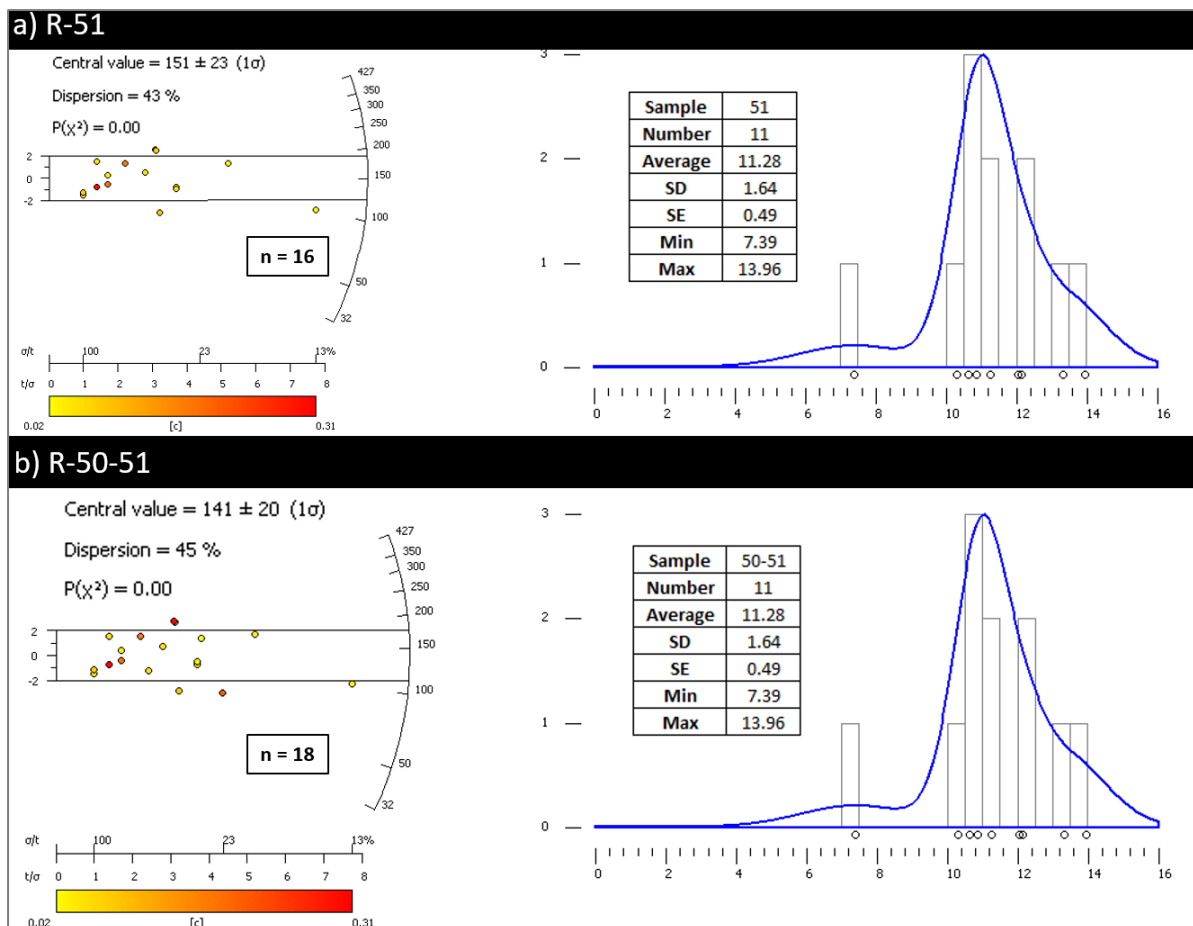 a) R-51
Central value = 151 ± 23 (1σ)
Dispersion = 43 %
P(χ²) = 0.00
2
0
-2
427
350
300
250
200
150
100
50
32
n = 16
σ/t 100 23 13%
t/σ 0 1 2 3 4 5 6 7 8
0.02 [c] 0.31
3
2
1
0
Sample 51
Number 11
Average 11.28
SD 1.64
SE 0.49
Min 7.39
Max 13.96
0 2 4 6 8 10 12 14 16
b) R-50-51
Central value = 141 ± 20 (1σ)
Dispersion = 45 %
P(χ²) = 0.00
2
0
-2
427
350
300
250
200
150
100
50
32
n = 18
σ/t 100 23 13%
t/σ 0 1 2 3 4 5 6 7 8
0.02 [c] 0.31
3
2
1
0
Sample 50-51
Number 11
Average 11.28
SD 1.64
SE 0.49
Min 7.39
Max 13.96
0 2 4 6 8 10 12 14 16